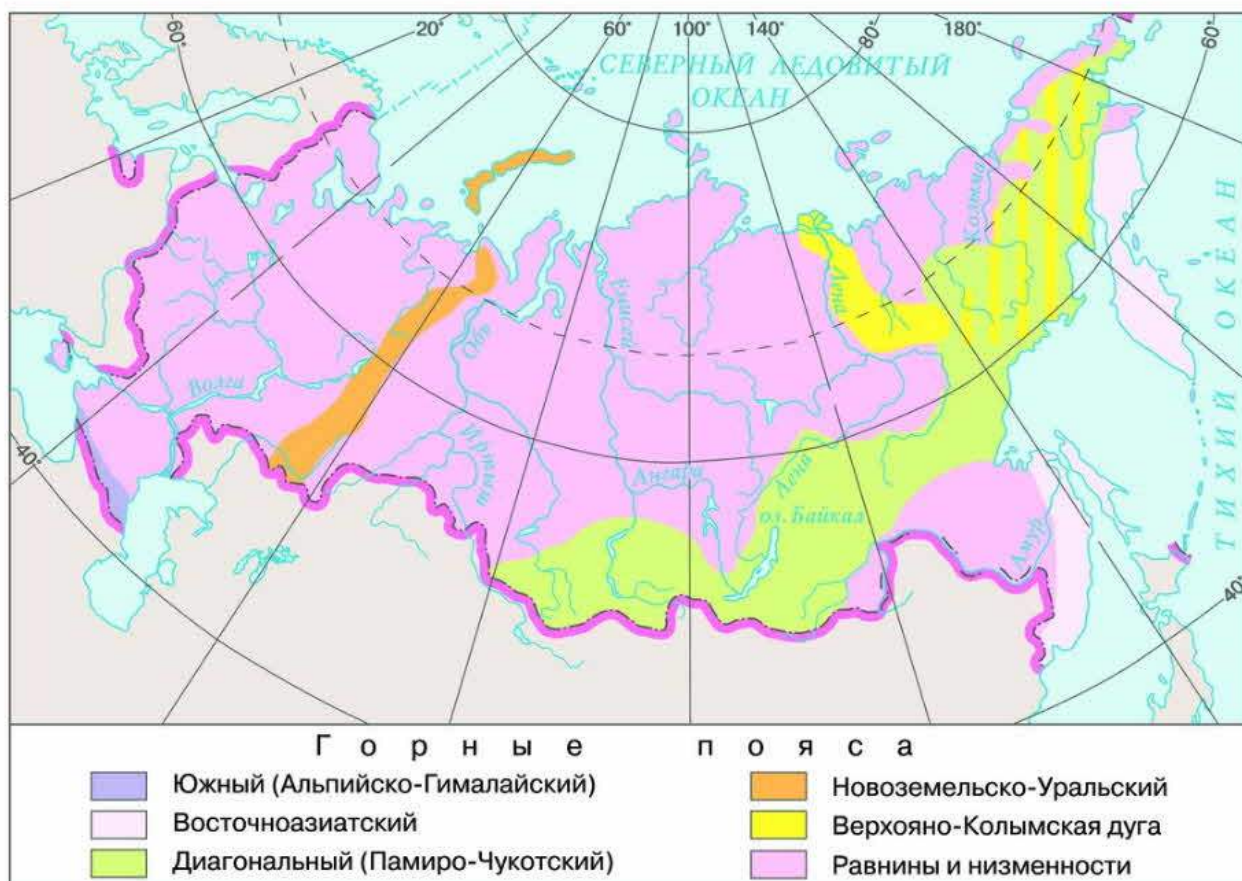 60°
20°
60°
100°
140°
80°
180°
60°
СЕВЕРНЫЙ ЛЕДОВИТЫЙ
ОКЕАН
Колыма
ТИХИЙ ОКЕАН
Лена
Енисей
Обь
Волга
Иртыш
Ангара
Лена
оз. Байкал
Амур
40°
40°
Горные пояса
Южный (Альпийско-Гималайский)
Восточноазиатский
Диагональный (Памиро-Чукотский)
Новоземельско-Уральский
Верхояно-Колымская дуга
Равнины и низменности